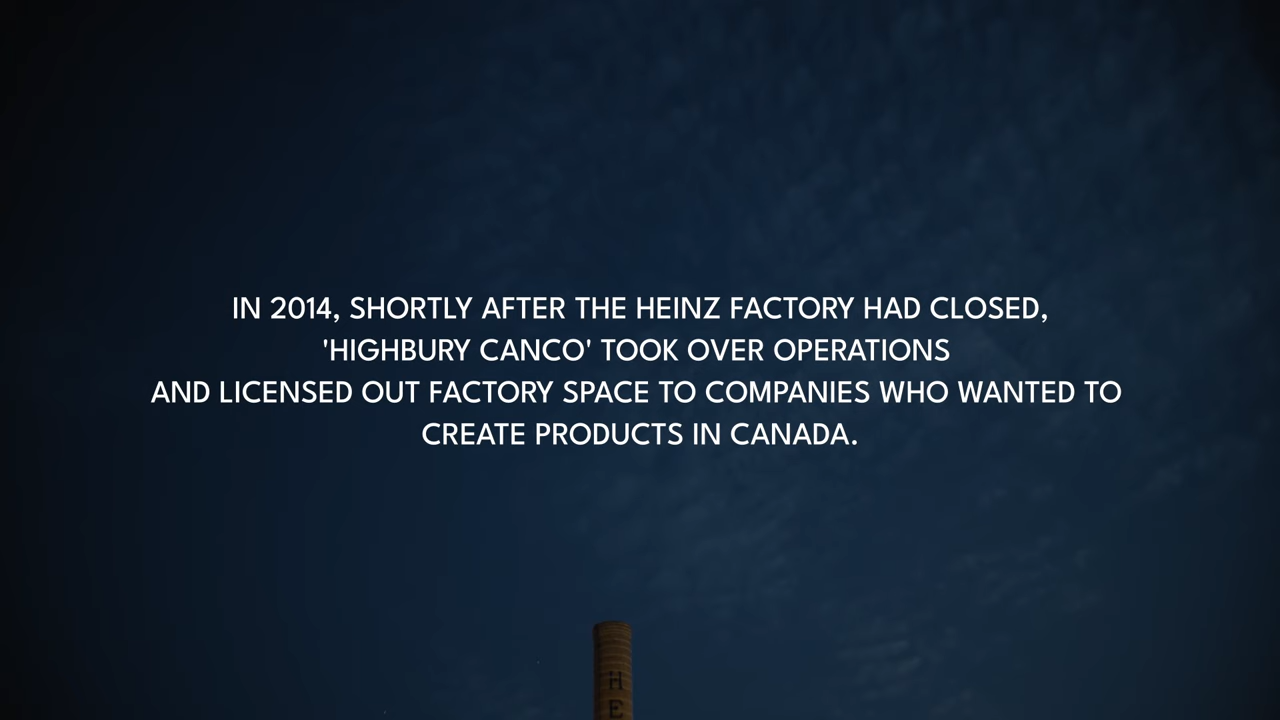 IN 2014, SHORTLY AFTER THE HEINZ FACTORY HAD CLOSED,
'HIGHBURY CANCO' TOOK OVER OPERATIONS
AND LICENSED OUT FACTORY SPACE TO COMPANIES WHO WANTED TO
CREATE PRODUCTS IN CANADA.
H
E